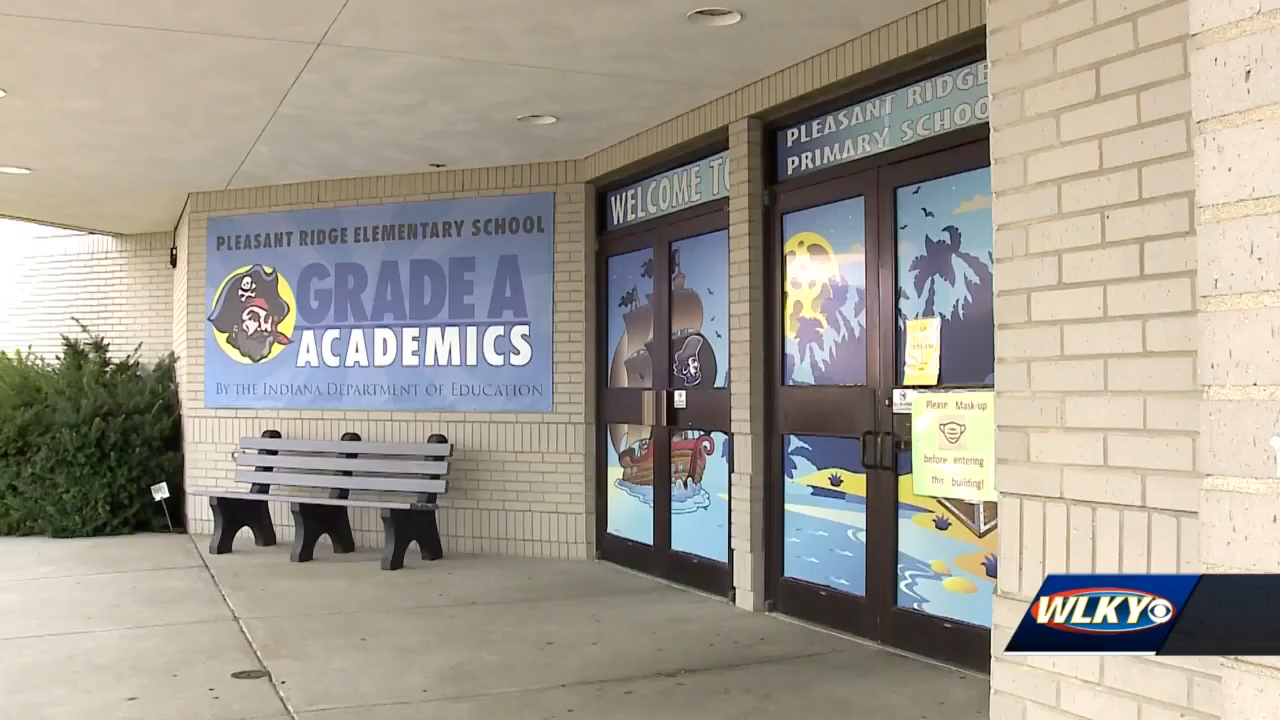 PLEASANT RIDGE ELEMENTARY SCHOOL
GRADE A
ACADEMICS
BY THE INDIANA DEPARTMENT OF EDUCATION
WELCOME TO
PLEASANT RIDGE
PRIMARY SCHOO
Please Mask-up
before entering
this building!
WLKY